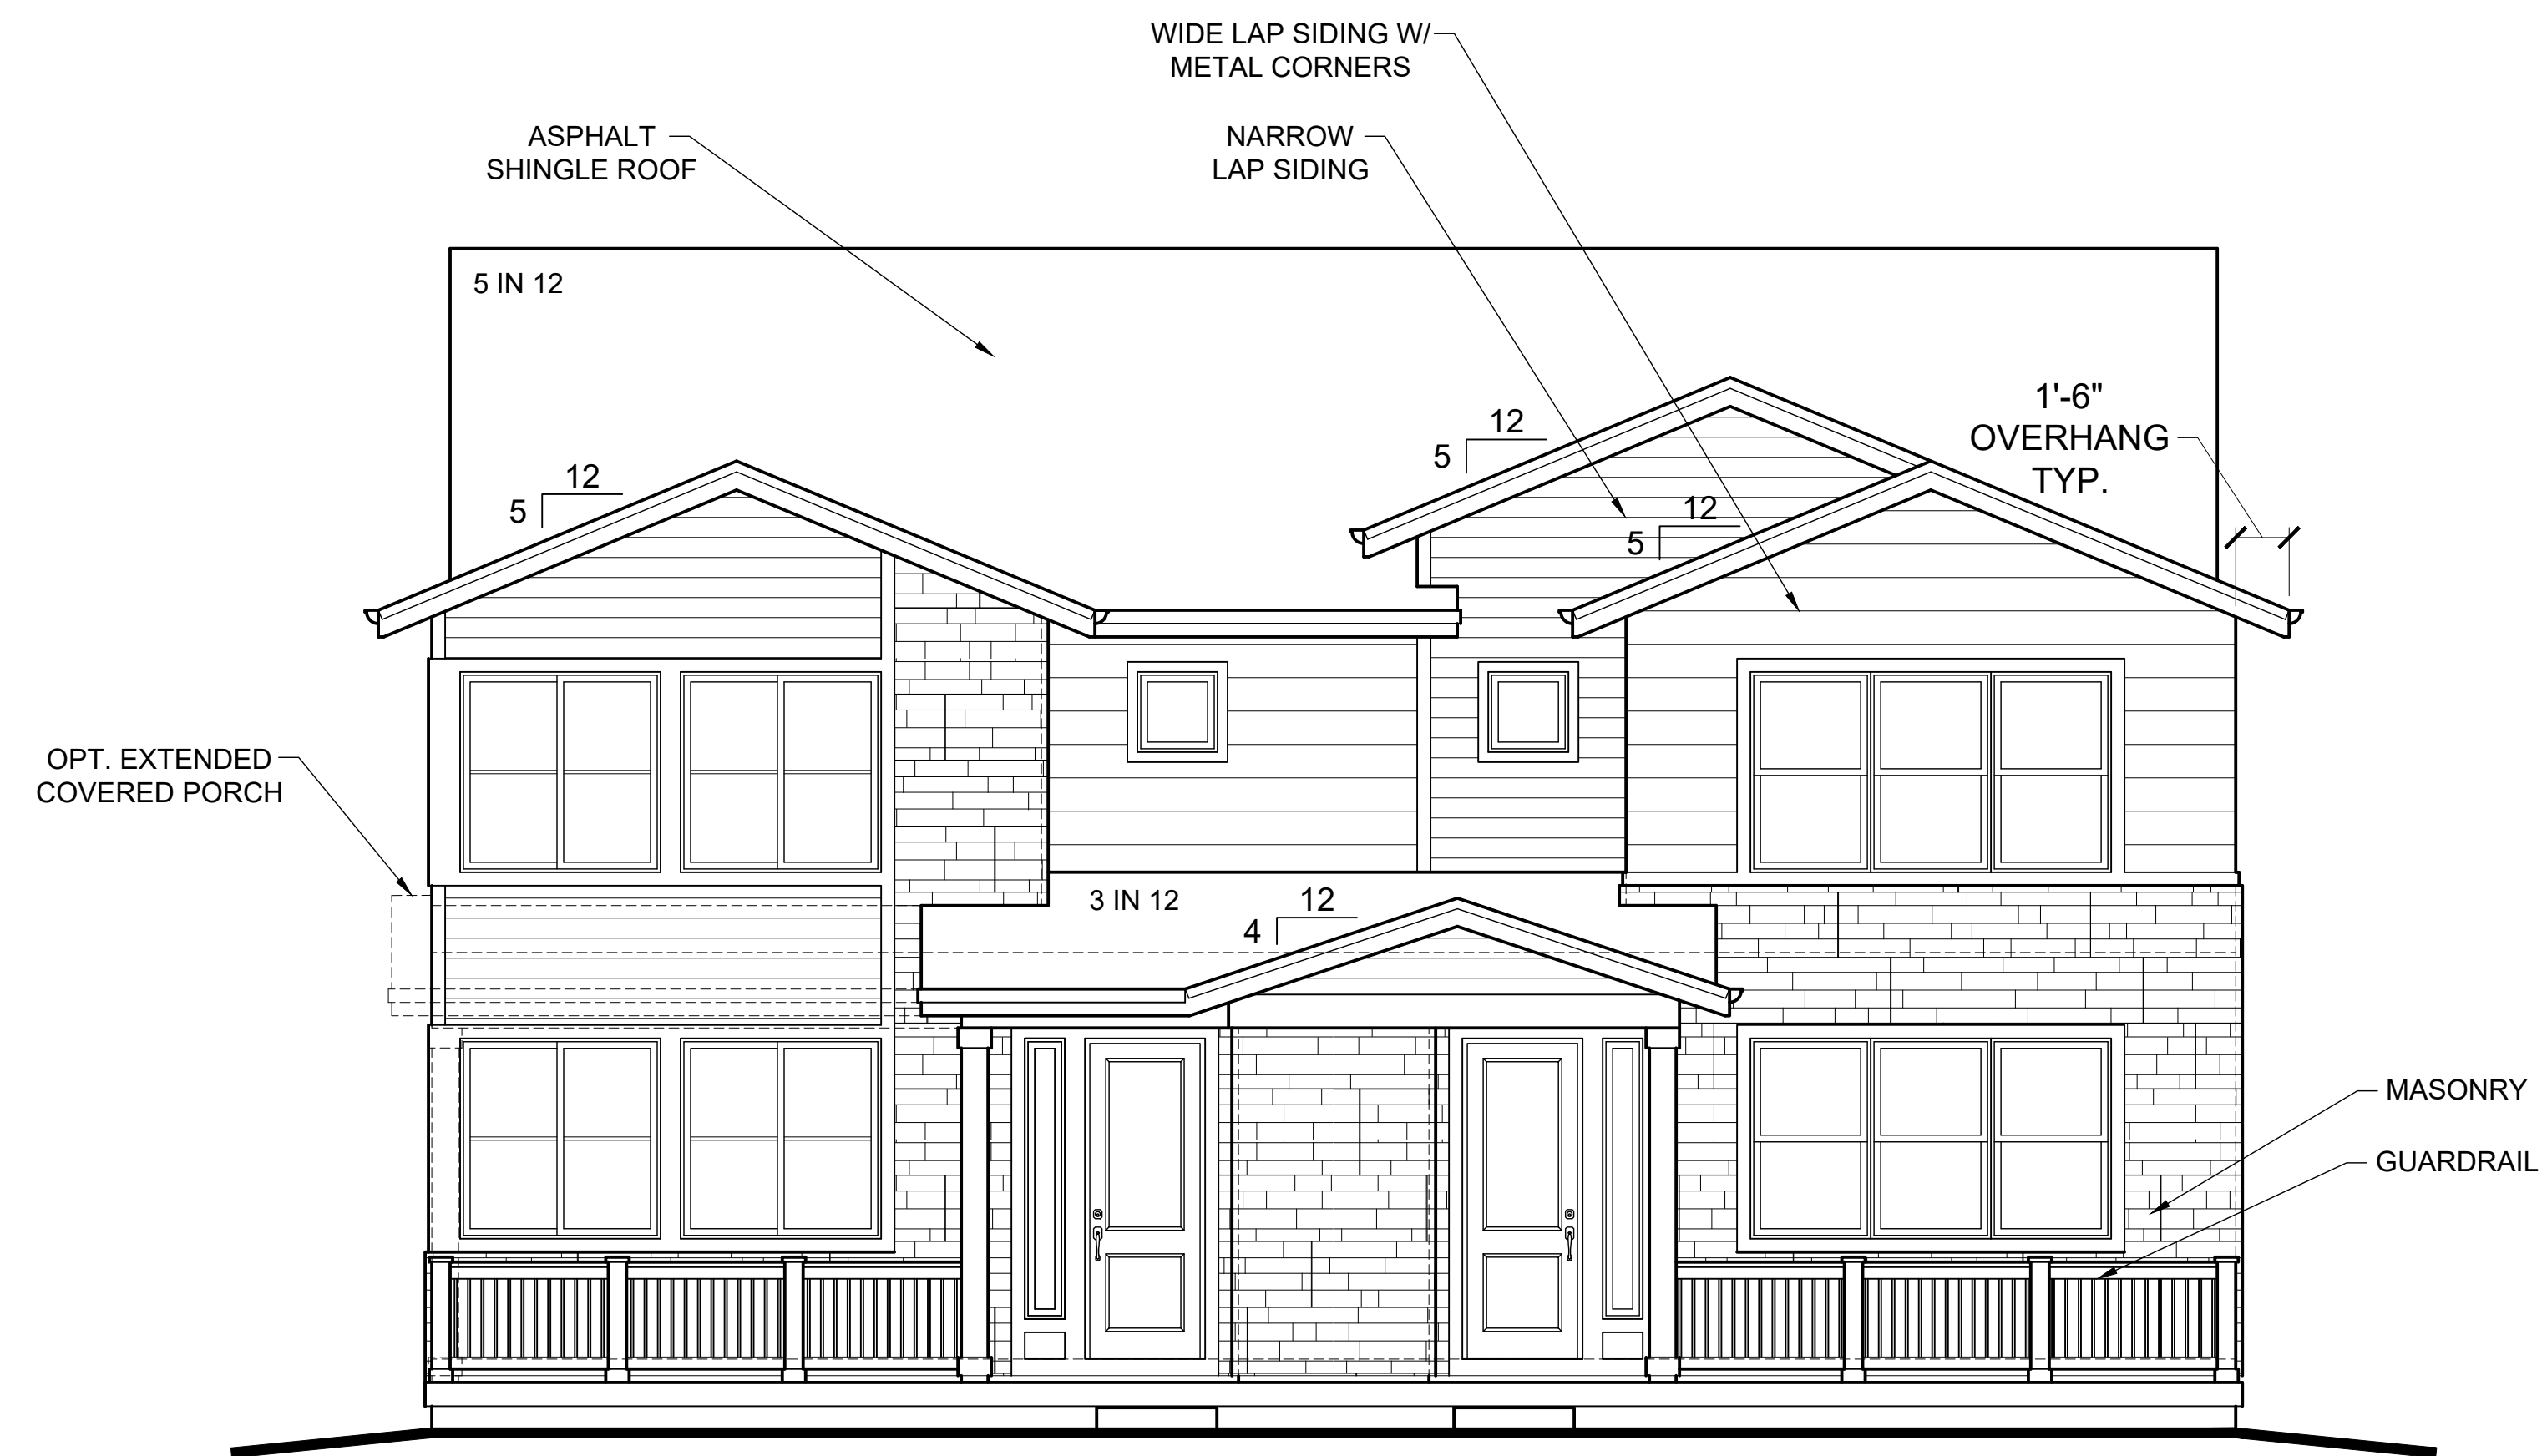 WIDE LAP SIDING W/
METAL CORNERS
ASPHALT
SHINGLE ROOF
NARROW
LAP SIDING
5 IN 12
1'-6"
OVERHANG
TYP.
12
5
12
5
12
5
OPT. EXTENDED
COVERED PORCH
3 IN 12
12
4
MASONRY
GUARDRAIL